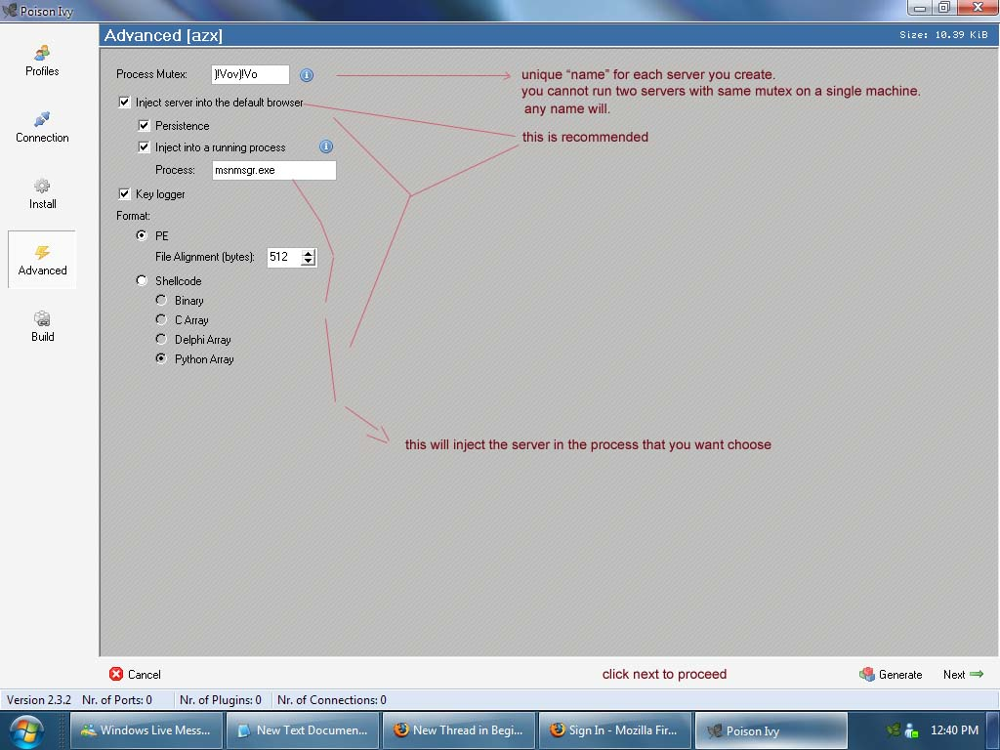 Poison Ivy
Profiles
Connection
Install
Advanced
Build
Advanced [azx]
Size: 10.39 KiB
Process Mutex: )!Vov)!Vo
unique “name” for each server you create.
you cannot run two servers with same mutex on a single machine.
any name will.
Inject server into the default browser
this is recommended
Persistence
Inject into a running process
Process: msnmsgr.exe
Key logger
Format:
PE
File Alignment (bytes): 512
Shellcode
Binary
C Array
Delphi Array
Python Array
this will inject the server in the process that you want choose
Cancel
click next to proceed
Generate
Next
Version 2.3.2 Nr. of Ports: 0 Nr. of Plugins: 0 Nr. of Connections: 0
Windows Live Mess...
New Text Documen...
New Thread in Begi...
Sign In - Mozilla Fir...
Poison Ivy
12:40 PM